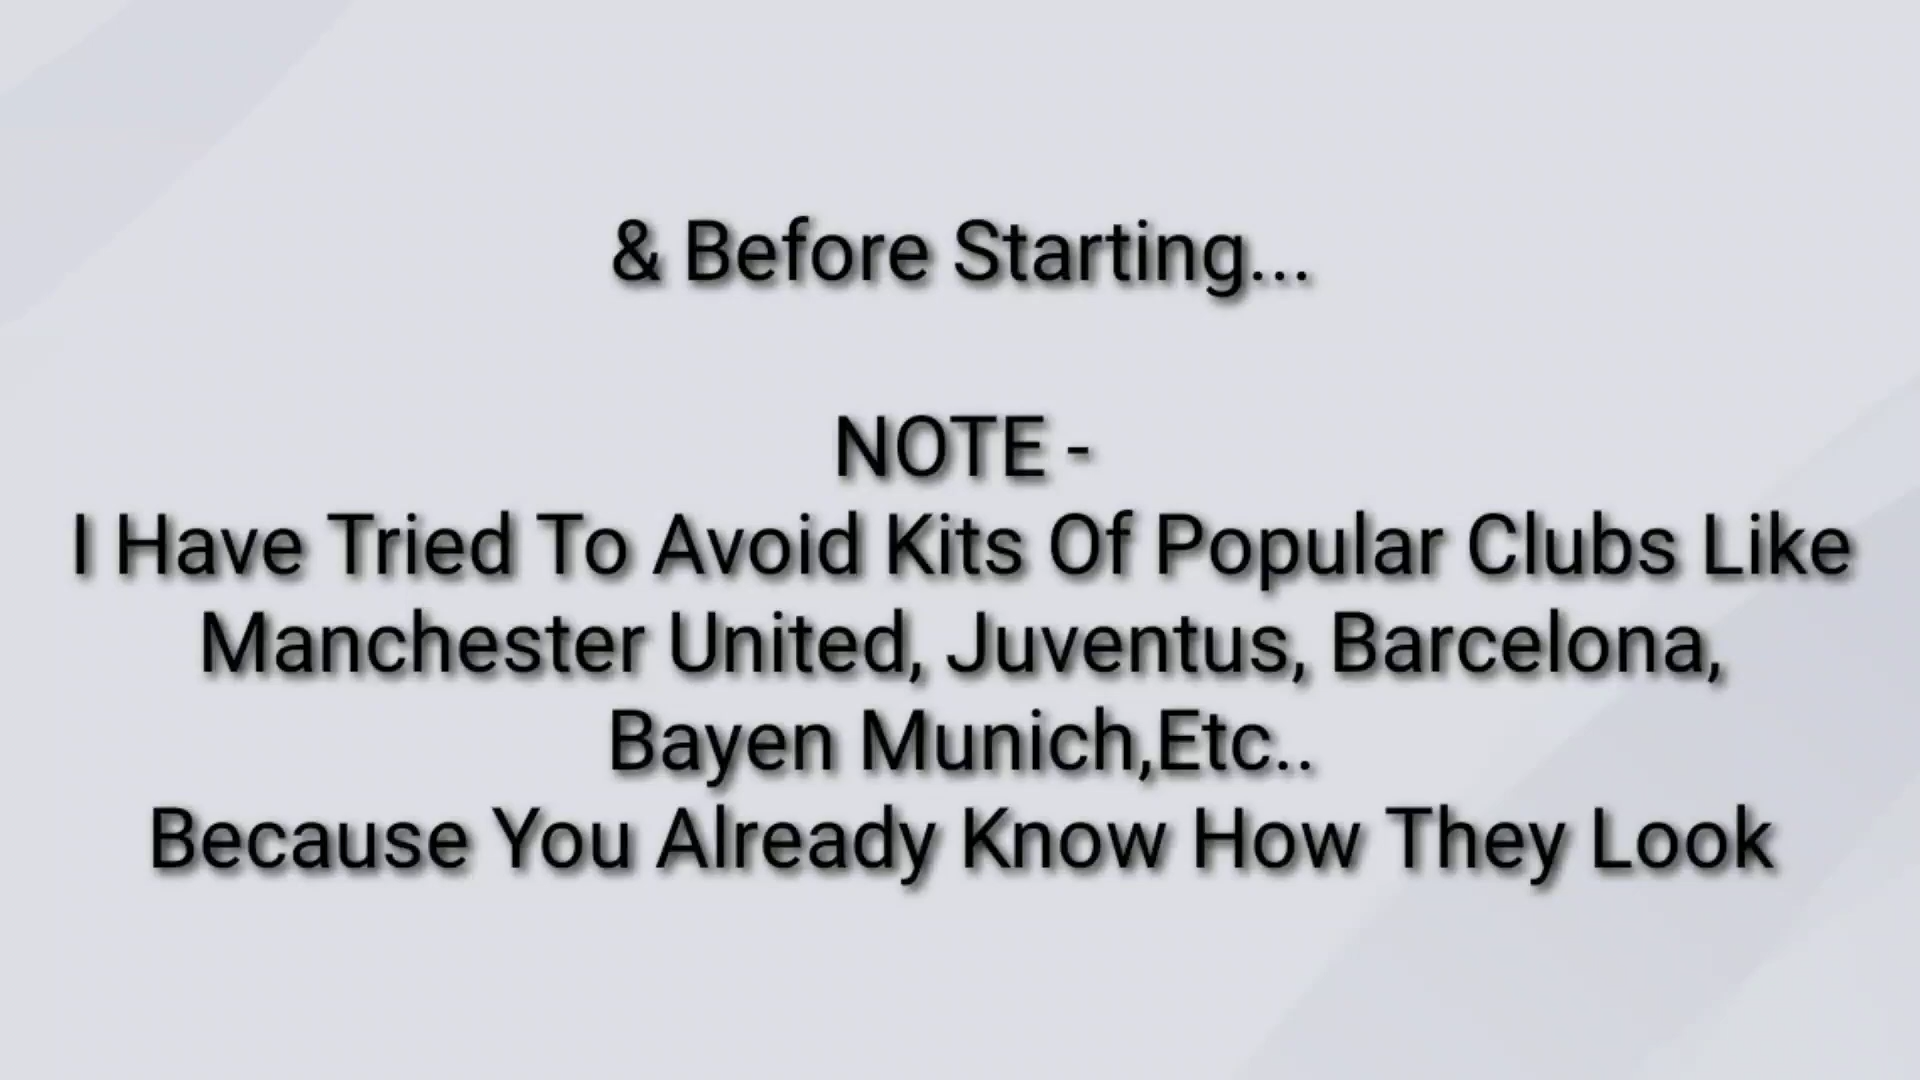 & Before Starting...
NOTE -
I Have Tried To Avoid Kits Of Popular Clubs Like
Manchester United, Juventus, Barcelona,
Bayen Munich,Etc..
Because You Already Know How They Look